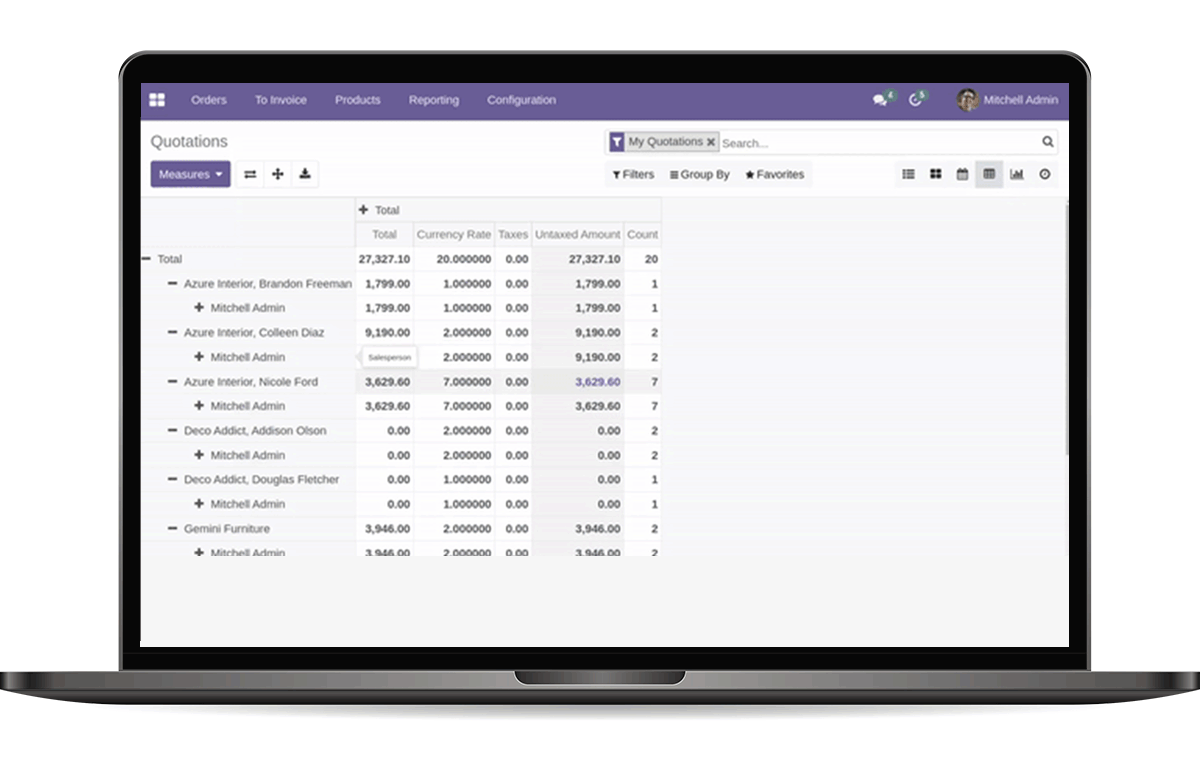 Orders To Invoice Products Reporting Configuration 5 Mitchell Admin
Quotations My Quotations Search...
Measures Filters Group By Favorites
Total
Total Currency Rate Taxes Untaxed Amount Count
Total 27,327.10 20.000000 0.00 27,327.10 20
Azure Interior, Brandon Freeman 1,799.00 1.000000 0.00 1,799.00 1
Mitchell Admin 1,799.00 1.000000 0.00 1,799.00 1
Azure Interior, Colleen Diaz 9,190.00 2.000000 0.00 9,190.00 2
Mitchell Admin Salesperson 2.000000 0.00 9,190.00 2
Azure Interior, Nicole Ford 3,629.60 7.000000 0.00 3,629.60 7
Mitchell Admin 3,629.60 7.000000 0.00 3,629.60 7
Deco Addict, Addison Olson 0.00 2.000000 0.00 0.00 2
Mitchell Admin 0.00 2.000000 0.00 0.00 2
Deco Addict, Douglas Fletcher 0.00 1.000000 0.00 0.00 1
Mitchell Admin 0.00 1.000000 0.00 0.00 1
Gemini Furniture 3,946.00 2.000000 0.00 3,946.00 2
Mitchell Admin 3,946.00 2.000000 0.00 3,946.00 2